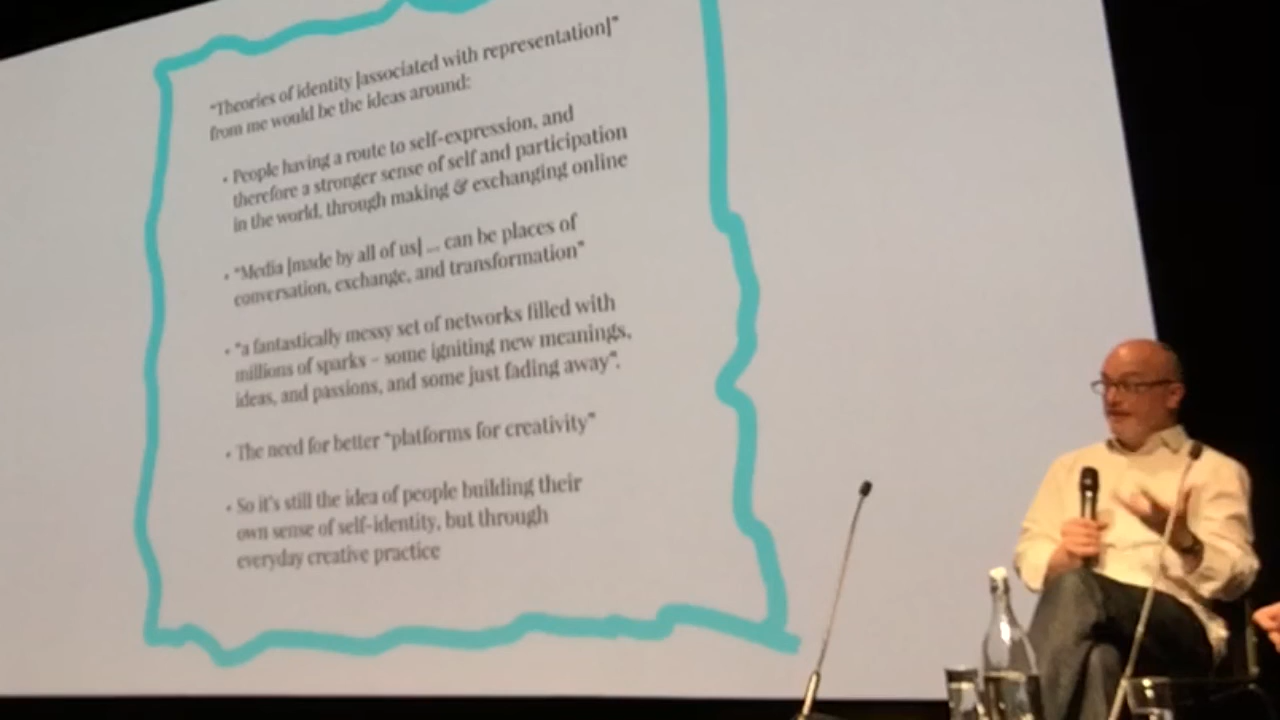 "Theories of identity [associated with representation]"
from me would be the ideas around:
• People having a route to self-expression, and
therefore a stronger sense of self and participation
in the world, through making & exchanging online
• "Media [made by all of us] ... can be places of
conversation, exchange, and transformation"
• "a fantastically messy set of networks filled with
millions of sparks – some igniting new meanings,
ideas, and passions, and some just fading away".
• The need for better "platforms for creativity"
• So it's still the idea of people building their
own sense of self-identity, but through
everyday creative practice